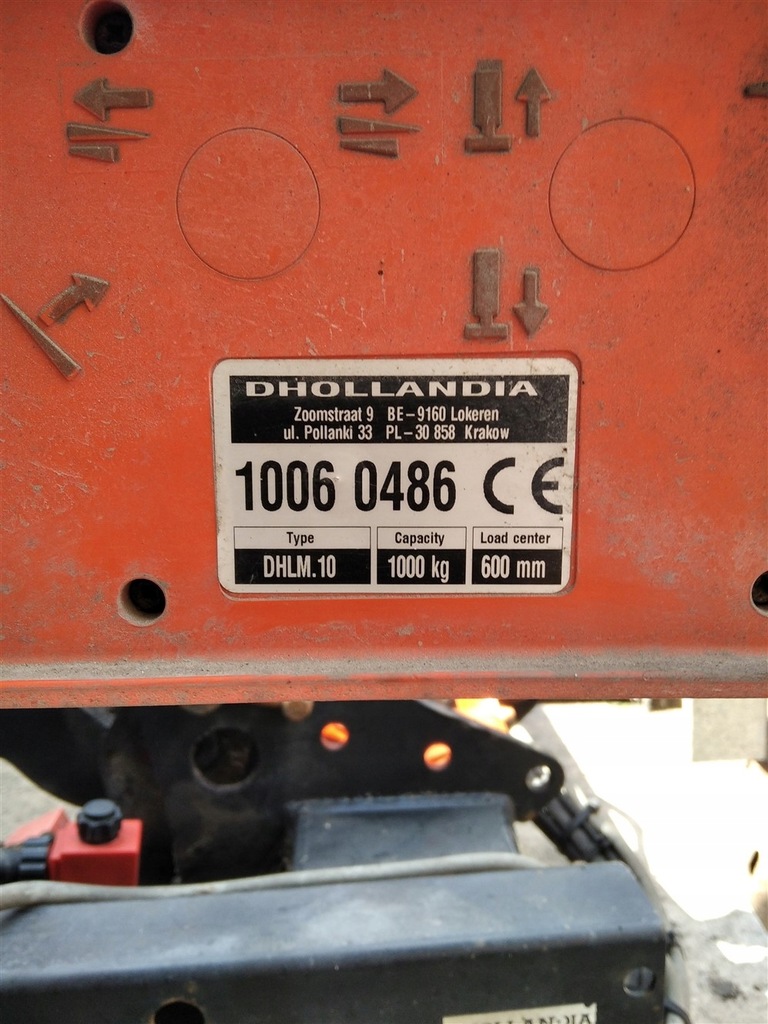 DHOLLANDIA
Zoomstraat 9 BE-9160 Lokeren
ul. Pollanki 33 PL-30 858 Krakow
1006 0486 CE
Type Capacity Load center
DHLM.10 1000 kg 600 mm
DHOLLANDIA